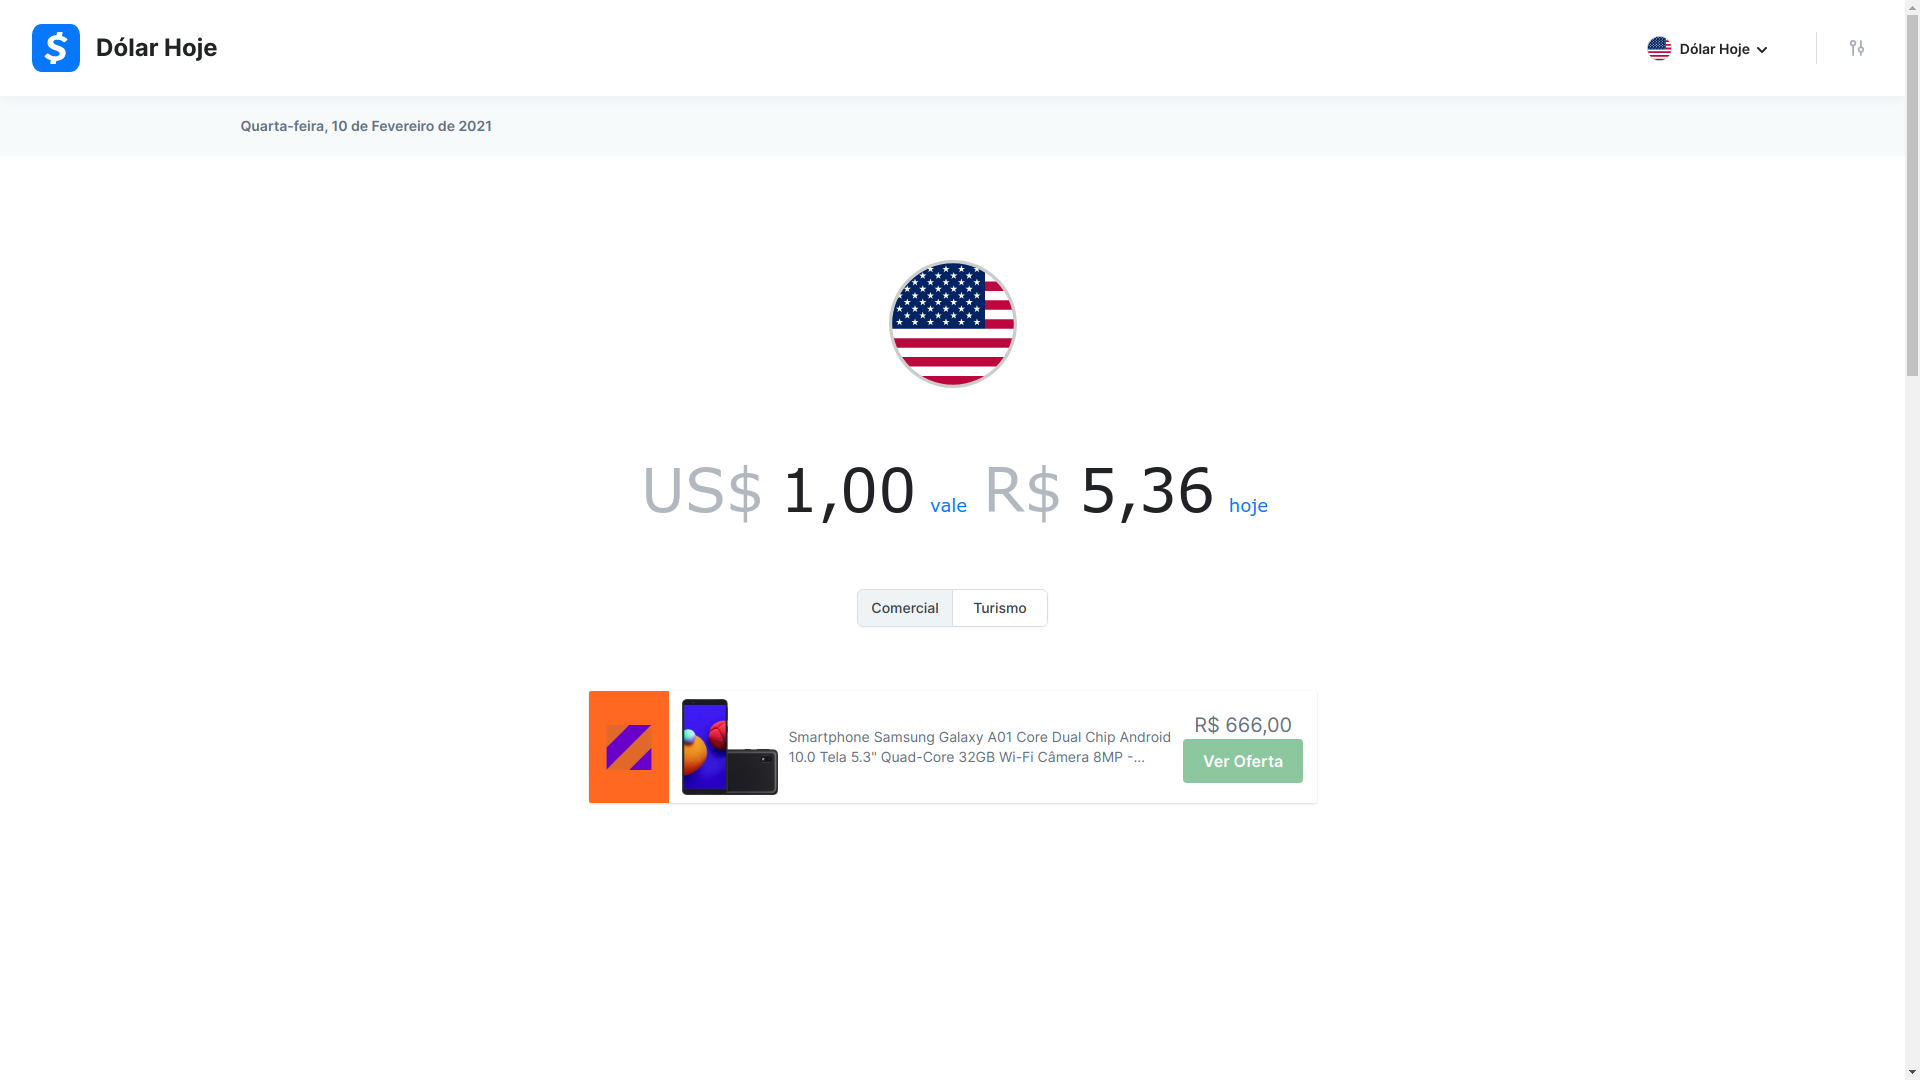 Dólar Hoje
Dólar Hoje
Quarta-feira, 10 de Fevereiro de 2021
US$ 1,00 vale R$ 5,36 hoje
Comercial Turismo
Smartphone Samsung Galaxy A01 Core Dual Chip Android
10.0 Tela 5.3" Quad-Core 32GB Wi-Fi Câmera 8MP -...
R$ 666,00
Ver Oferta